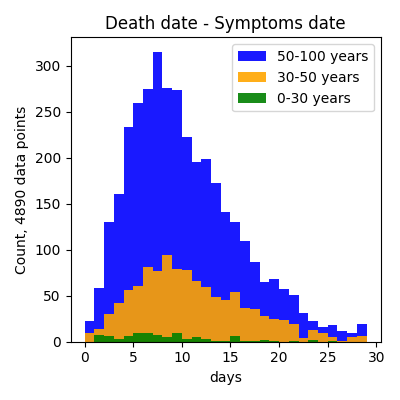 Death date - Symptoms date
Count, 4890 data points
300
250
200
150
100
50
0
50-100 years
30-50 years
0-30 years
0 5 10 15 20 25 30
days